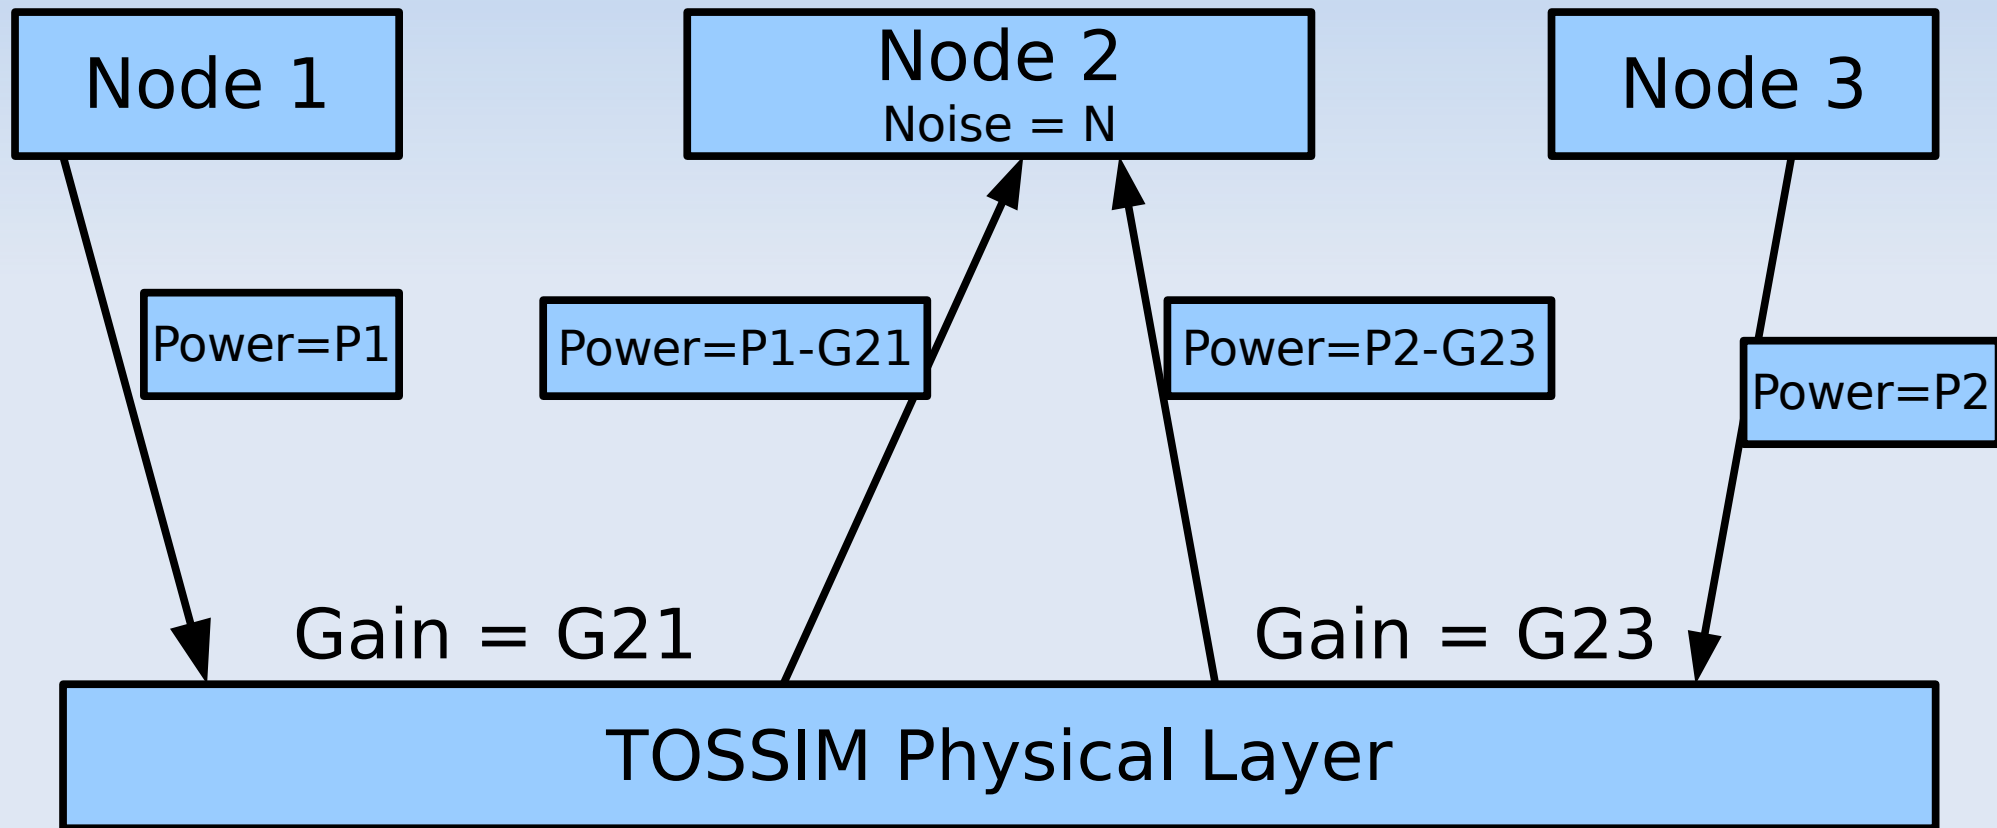 Node 1
Node 2
Noise = N
Node 3
Power=P1
Power=P1-G21
Power=P2-G23
Power=P2
Gain = G21
Gain = G23
TOSSIM Physical Layer